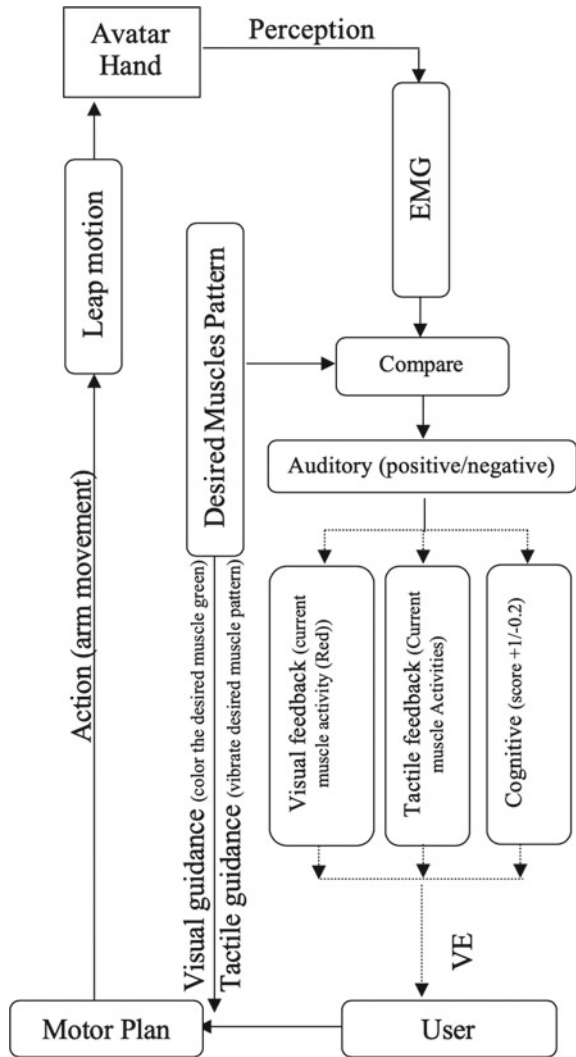 Avatar
Hand
Perception
EMG
Leap motion
Desired Muscles Pattern
Compare
Auditory (positive/negative)
Action (arm movement)
Visual guidance (color the desired muscle green)
Tactile guidance (vibrate desired muscle pattern)
Visual feedback (current
muscle activity (Red))
Tactile feedback (Current
muscle Activities)
Cognitive (score +1/-0.2)
VE
Motor Plan
User